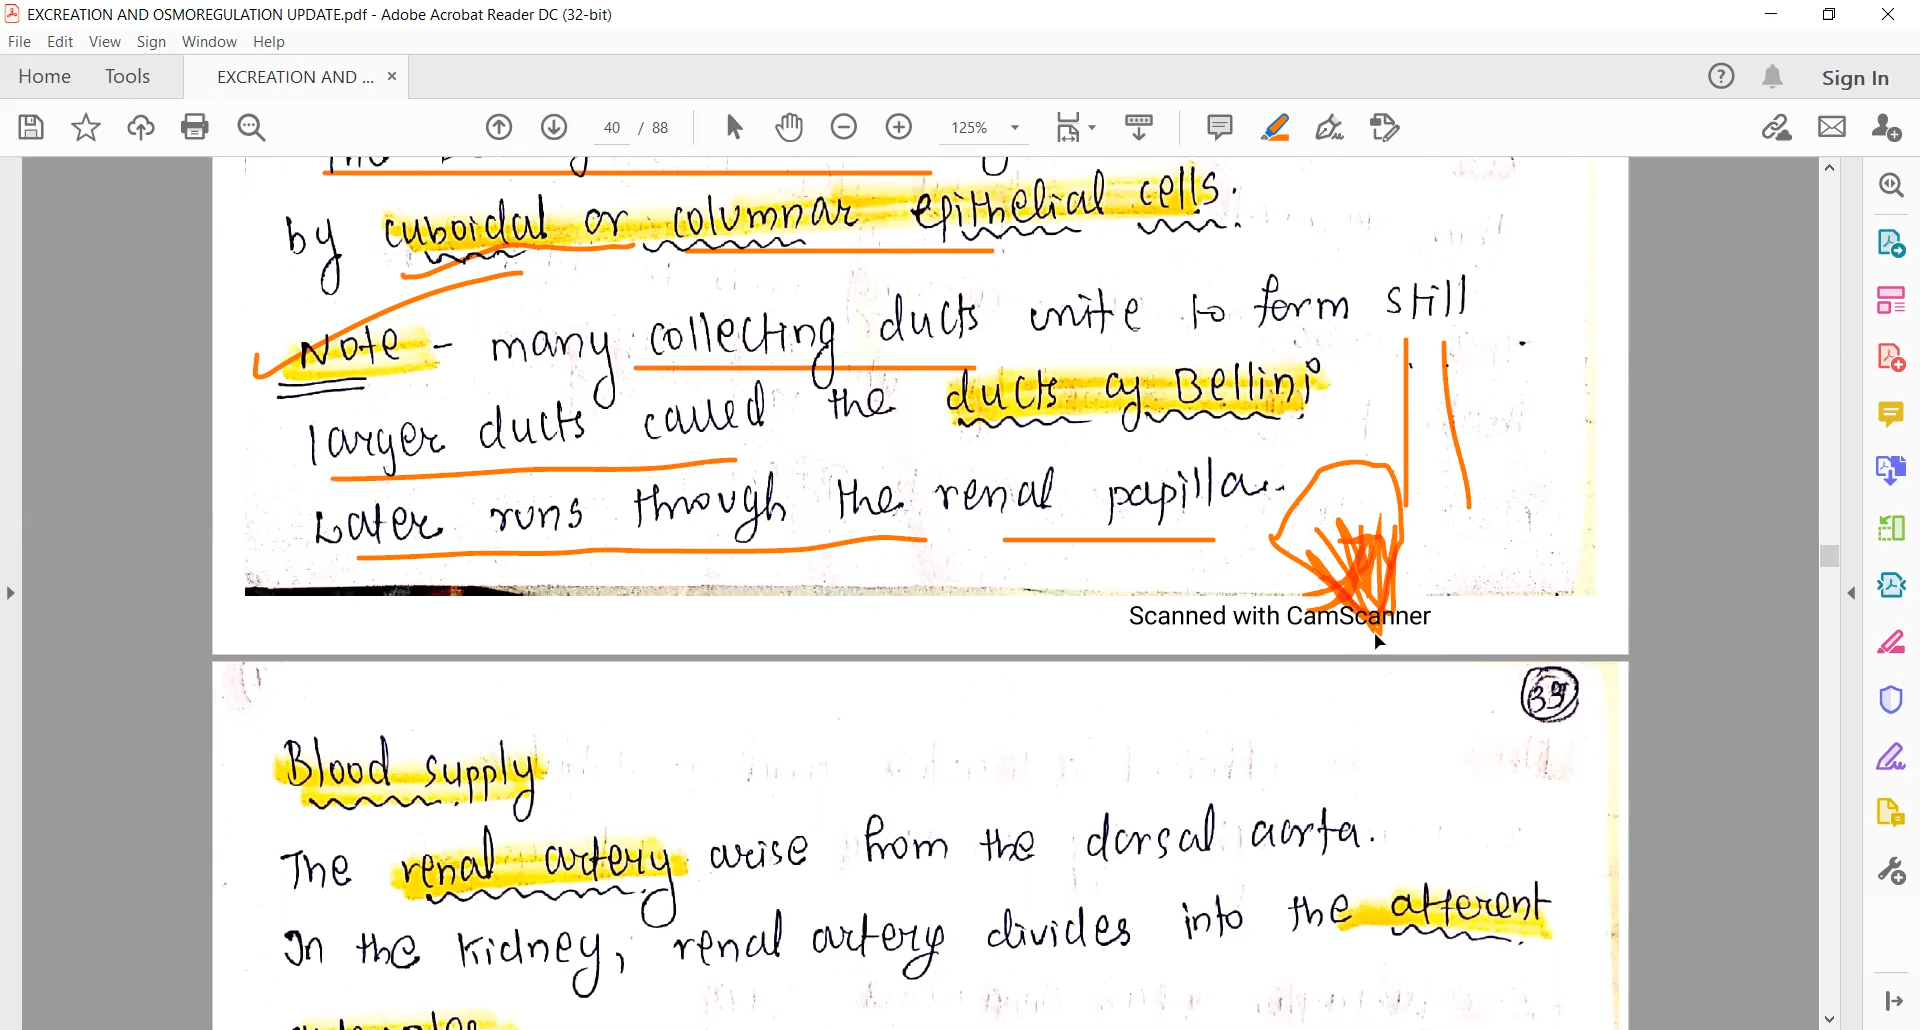 EXCREATION AND OSMOREGULATION UPDATE.pdf - Adobe Acrobat Reader DC (32-bit)
File Edit View Sign Window Help
Home Tools EXCREATION AND ... × Sign In
40 / 88 125%
by cuboidal or columnar epithelial cells.
Note - many collecting ducts unite to form still
larger ducts called the ducts of Bellini
Later runs through the renal papilla.
Scanned with CamScanner
39
Blood supply
The renal artery arise from the dorsal aorta.
In the kidney, renal artery divides into the afferent